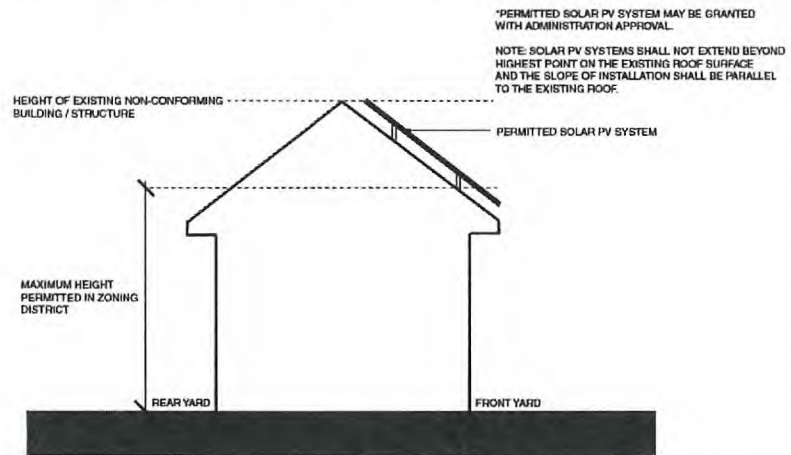 *PERMITTED SOLAR PV SYSTEM MAY BE GRANTED
WITH ADMINISTRATION APPROVAL.
NOTE: SOLAR PV SYSTEMS SHALL NOT EXTEND BEYOND
HIGHEST POINT ON THE EXISTING ROOF SURFACE
AND THE SLOPE OF INSTALLATION SHALL BE PARALLEL
TO THE EXISTING ROOF.
HEIGHT OF EXISTING NON-CONFORMING
BUILDING / STRUCTURE
PERMITTED SOLAR PV SYSTEM
MAXIMUM HEIGHT
PERMITTED IN ZONING
DISTRICT
REAR YARD
FRONT YARD